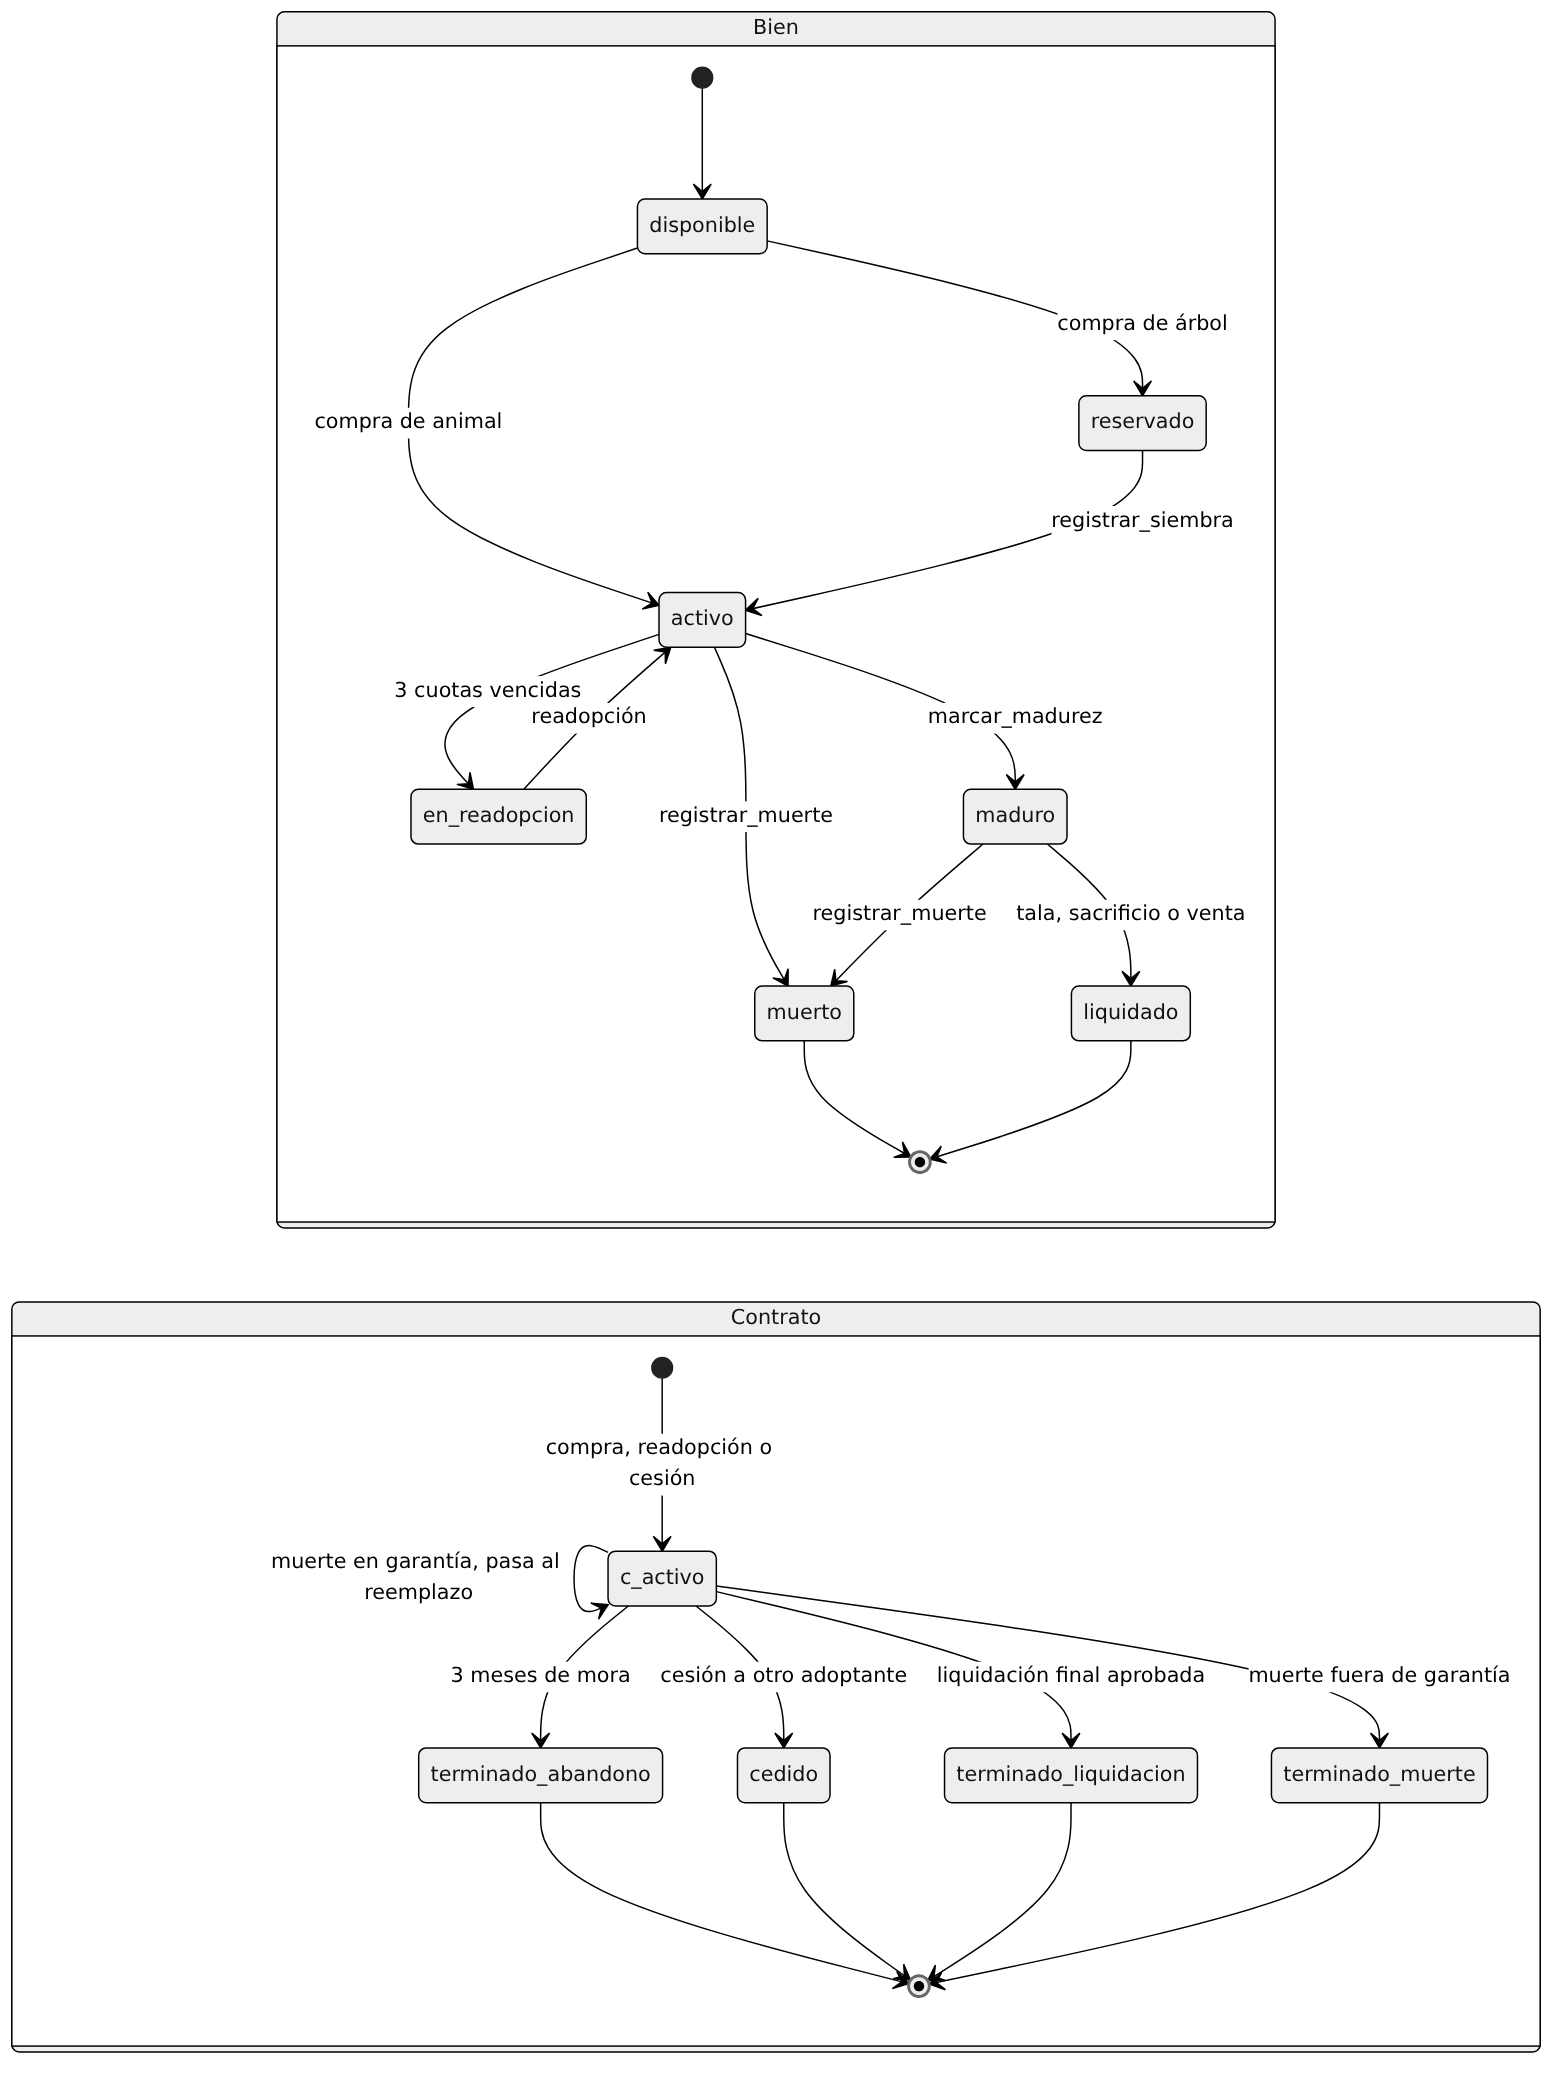 Bien
disponible
compra de árbol
compra de animal
reservado
registrar_siembra
activo
3 cuotas vencidas
readopción
marcar_madurez
en_readopcion
registrar_muerte
maduro
registrar_muerte
tala, sacrificio o venta
muerto
liquidado
Contrato
compra, readopción o
cesión
muerte en garantía, pasa al
reemplazo
c_activo
3 meses de mora
cesión a otro adoptante
liquidación final aprobada
muerte fuera de garantía
terminado_abandono
cedido
terminado_liquidacion
terminado_muerte